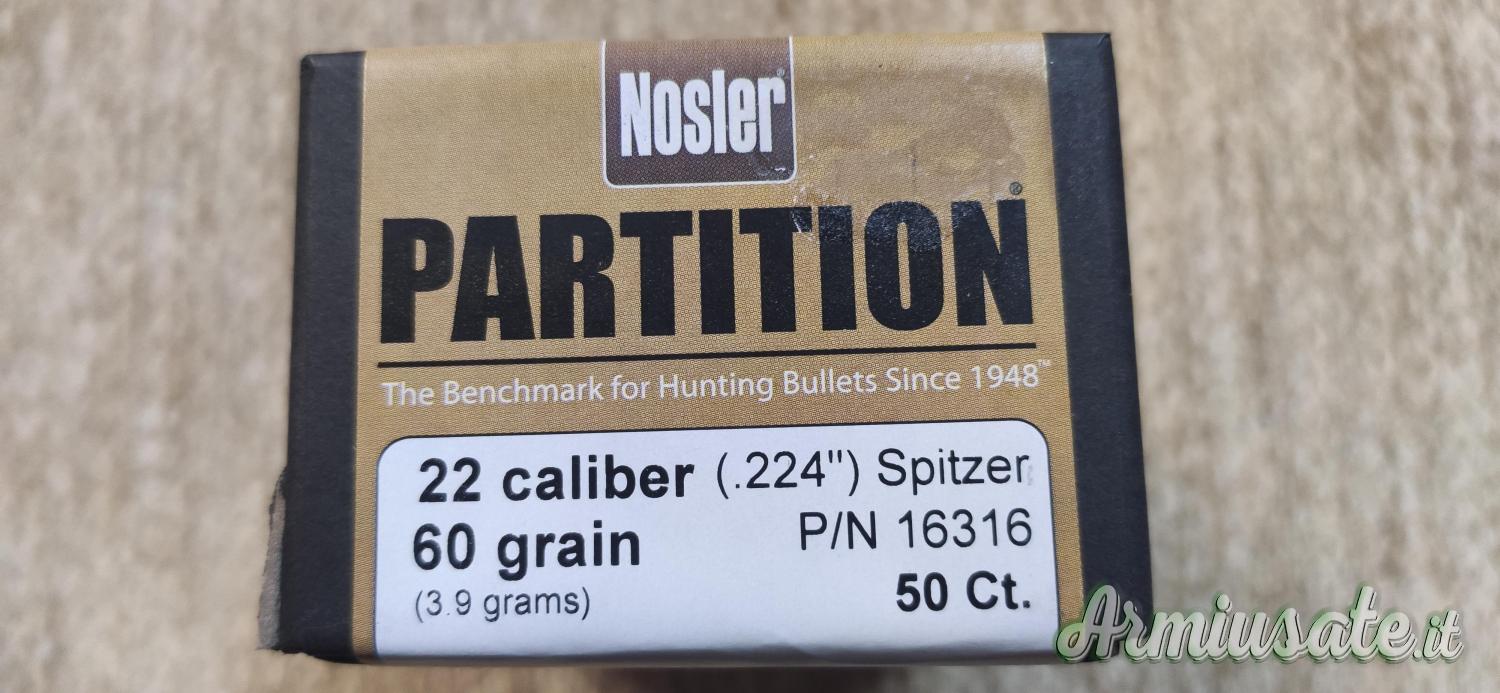 Nosler®
PARTITION®
The Benchmark for Hunting Bullets Since 1948™
22 caliber (.224") Spitzer
60 grain P/N 16316
(3.9 grams) 50 Ct.
Armiusate.it